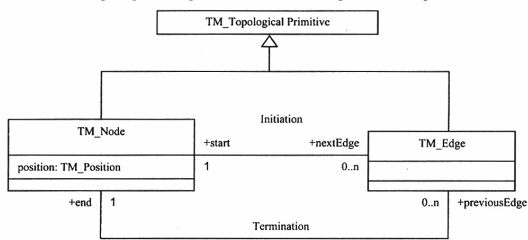 TM_Topological Primitive
Initiation
TM_Node
+start
+nextEdge
TM_Edge
position: TM_Position
1
0..n
+end
1
0..n
+previousEdge
Termination